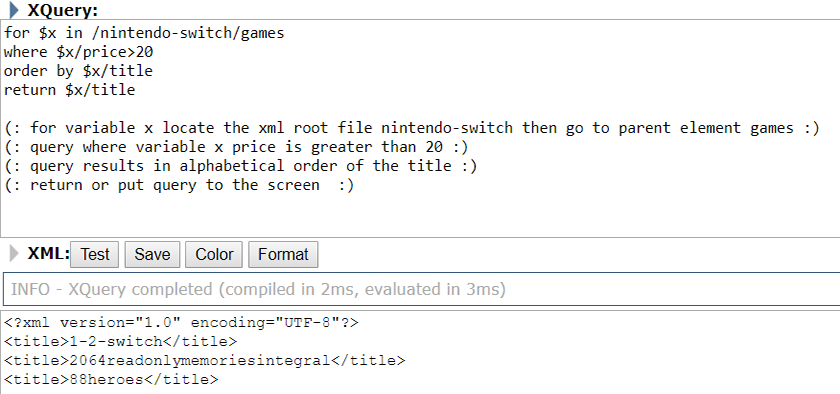 XQuery:
for $x in /nintendo-switch/games
where $x/price>20
order by $x/title
return $x/title
(: for variable x locate the xml root file nintendo-switch then go to parent element games :)
(: query where variable x price is greater than 20 :)
(: query results in alphabetical order of the title :)
(: return or put query to the screen  :)
XML: Test Save Color Format
INFO - XQuery completed (compiled in 2ms, evaluated in 3ms)
<?xml version="1.0" encoding="UTF-8"?>
<title>1-2-switch</title>
<title>2064readonlymemoriesintegral</title>
<title>88heroes</title>